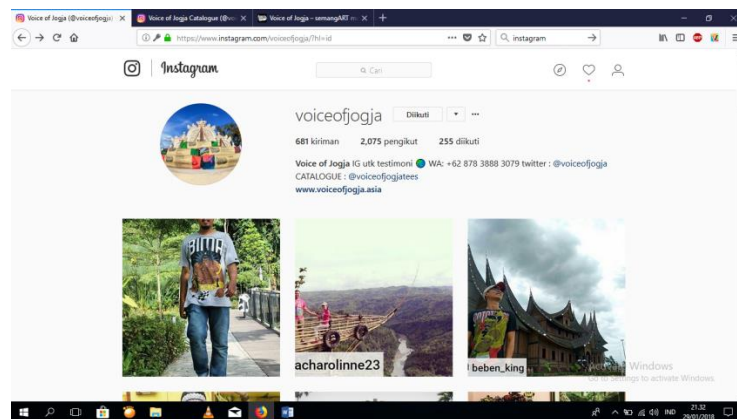 Voice of Jogja (@voiceofjogja)
Voice of Jogja Catalogue (@vo
Voice of Jogja – semangART
https://www.instagram.com/voiceofjogja/?hl=id
instagram
Instagram
Cari
voiceofjogja Diikuti
681 kiriman 2,075 pengikut 255 diikuti
Voice of Jogja IG utk testimoni WA: +62 878 3888 3079 twitter : @voiceofjogja
CATALOGUE : @voiceofjogjatees
www.voiceofjogja.asia
BIMA
acharolinne23
beben_king
Activate Windows
Go to Settings to activate Windows.
IND
21.32
29/01/2018